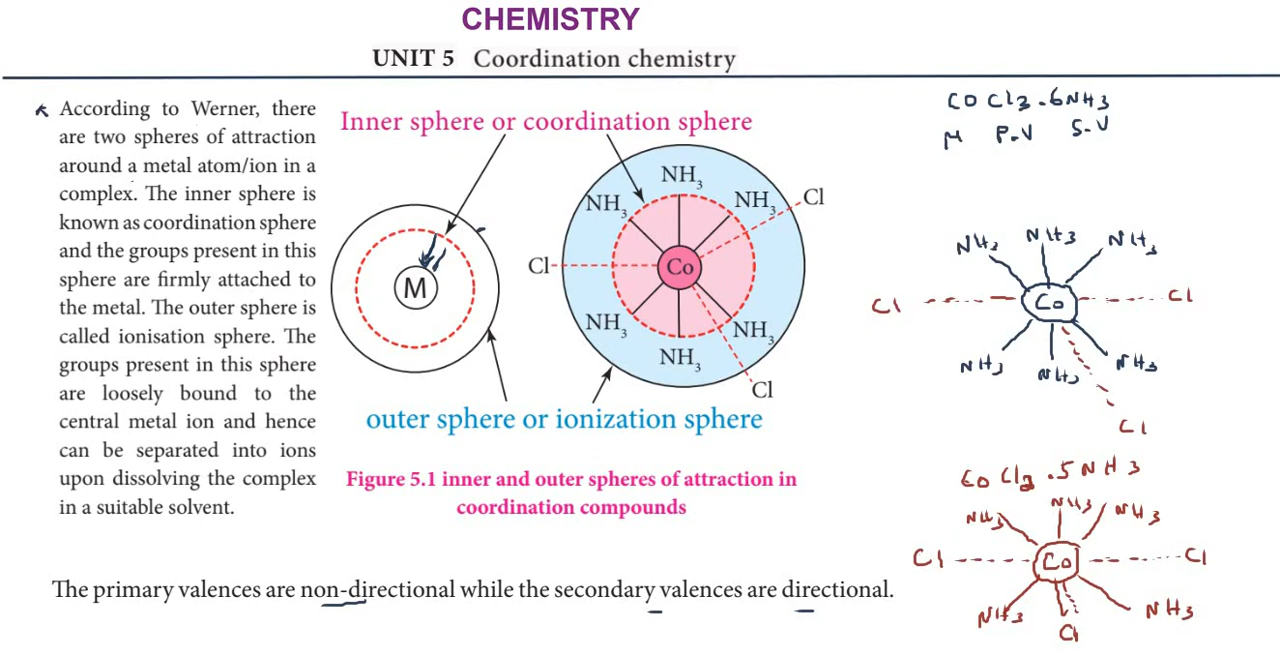 CHEMISTRY
UNIT 5 Coordination chemistry
According to Werner, there
are two spheres of attraction
around a metal atom/ion in a
complex. The inner sphere is
known as coordination sphere
and the groups present in this
sphere are firmly attached to
the metal. The outer sphere is
called ionisation sphere. The
groups present in this sphere
are loosely bound to the
central metal ion and hence
can be separated into ions
upon dissolving the complex
in a suitable solvent.
Inner sphere or coordination sphere
M
NH₃
NH₃ NH₃ Cl
Cl Co
NH₃ NH₃
NH₃
Cl
outer sphere or ionization sphere
Figure 5.1 inner and outer spheres of attraction in
coordination compounds
The primary valences are non-directional while the secondary valences are directional.
CO Cl3 .6NH3
M P.V S.V
NH3 NH3 NH3
Cl Co Cl
NH3 NH3 NH3
Cl
Co Cl3 .5NH3
NH3 NH3 NH3
Cl Co Cl
NH3 Cl NH3